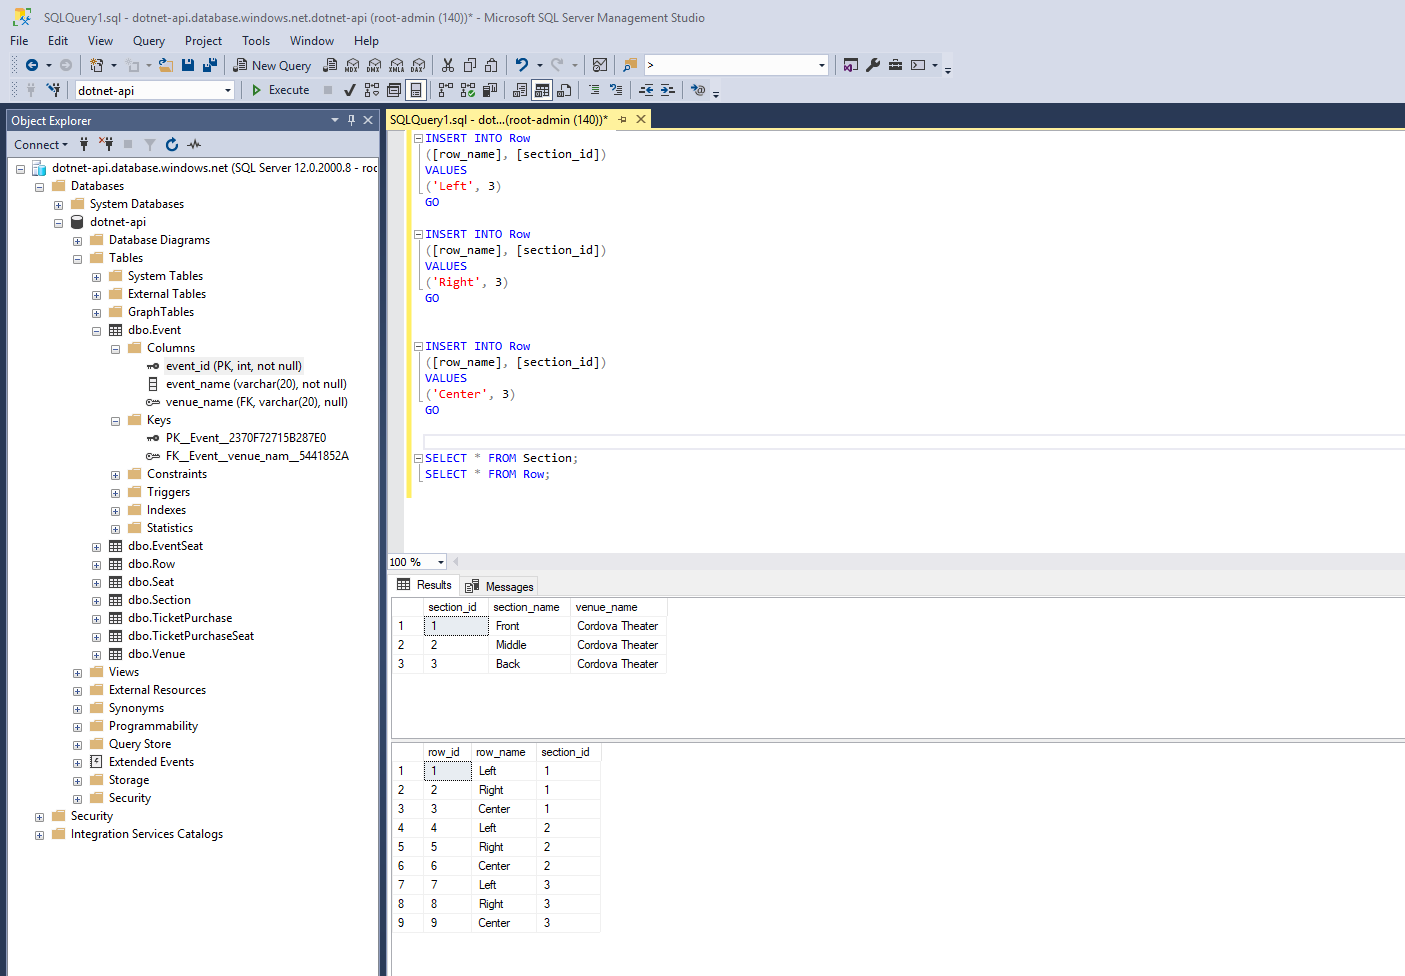 SQLQuery1.sql - dotnet-api.database.windows.net.dotnet-api (root-admin (140))* - Microsoft SQL Server Management Studio
File Edit View Query Project Tools Window Help
New Query MDX DMX XMLA DAX >
dotnet-api Execute
Object Explorer
Connect
dotnet-api.database.windows.net (SQL Server 12.0.2000.8 - roo
Databases
System Databases
dotnet-api
Database Diagrams
Tables
System Tables
External Tables
GraphTables
dbo.Event
Columns
event_id (PK, int, not null)
event_name (varchar(20), not null)
venue_name (FK, varchar(20), null)
Keys
PK__Event__2370F72715B287E0
FK__Event__venue_nam__5441852A
Constraints
Triggers
Indexes
Statistics
dbo.EventSeat
dbo.Row
dbo.Seat
dbo.Section
dbo.TicketPurchase
dbo.TicketPurchaseSeat
dbo.Venue
Views
External Resources
Synonyms
Programmability
Query Store
Extended Events
Storage
Security
Security
Integration Services Catalogs
SQLQuery1.sql - dot...(root-admin (140))*
INSERT INTO Row
([row_name], [section_id])
VALUES
('Left', 3)
GO
INSERT INTO Row
([row_name], [section_id])
VALUES
('Right', 3)
GO
INSERT INTO Row
([row_name], [section_id])
VALUES
('Center', 3)
GO
SELECT * FROM Section;
SELECT * FROM Row;
100 %
Results Messages
section_id section_name venue_name
1 1 Front Cordova Theater
2 2 Middle Cordova Theater
3 3 Back Cordova Theater
row_id row_name section_id
1 1 Left 1
2 2 Right 1
3 3 Center 1
4 4 Left 2
5 5 Right 2
6 6 Center 2
7 7 Left 3
8 8 Right 3
9 9 Center 3